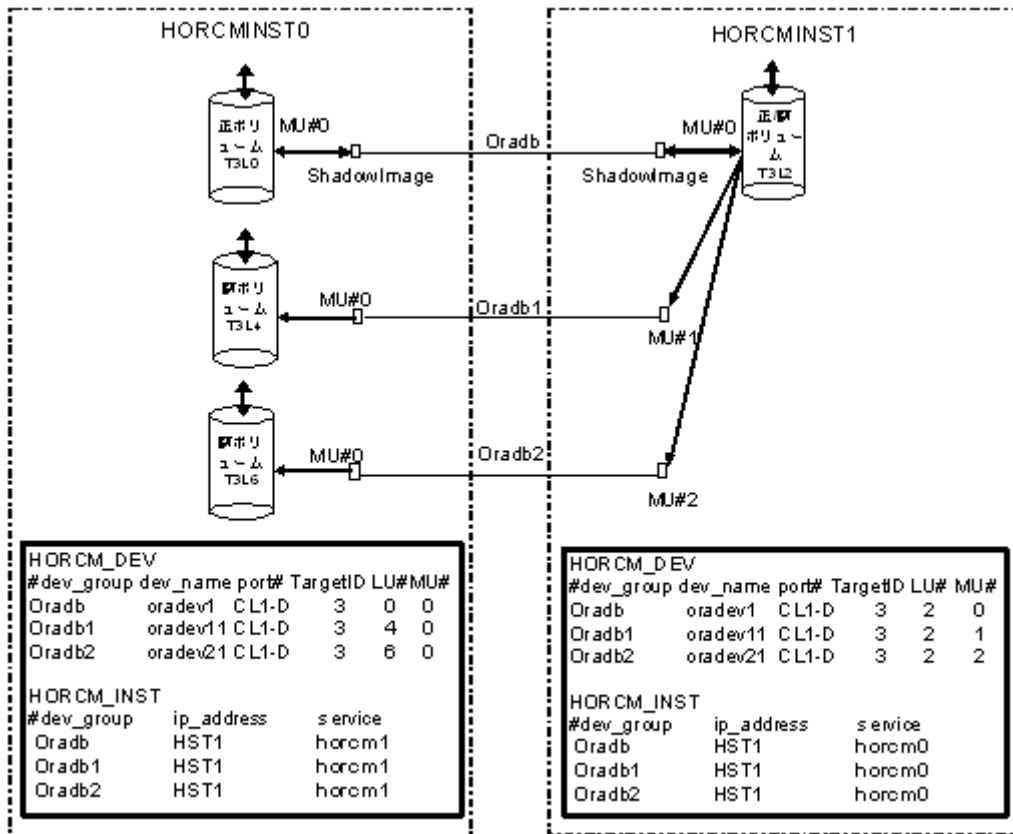 HORCMINST0
正ボリ
ューム
T3L0
MU#0
ShadowImage
Oradb
副ボリ
ューム
T3L4
MU#0
Oradb1
副ボリ
ューム
T3L6
MU#0
Oradb2
HORCM_DEV
#dev_group dev_name port# TargetID LU# MU#
Oradb oradev1 CL1-D 3 0 0
Oradb1 oradev11 CL1-D 3 4 0
Oradb2 oradev21 CL1-D 3 6 0
HORCM_INST
#dev_group ip_address service
Oradb HST1 horcm1
Oradb1 HST1 horcm1
Oradb2 HST1 horcm1
HORCMINST1
MU#0
ShadowImage
正/副
ボリュー
ム
T3L2
MU#1
MU#2
HORCM_DEV
#dev_group dev_name port# TargetID LU# MU#
Oradb oradev1 CL1-D 3 2 0
Oradb1 oradev11 CL1-D 3 2 1
Oradb2 oradev21 CL1-D 3 2 2
HORCM_INST
#dev_group ip_address service
Oradb HST1 horcm0
Oradb1 HST1 horcm0
Oradb2 HST1 horcm0